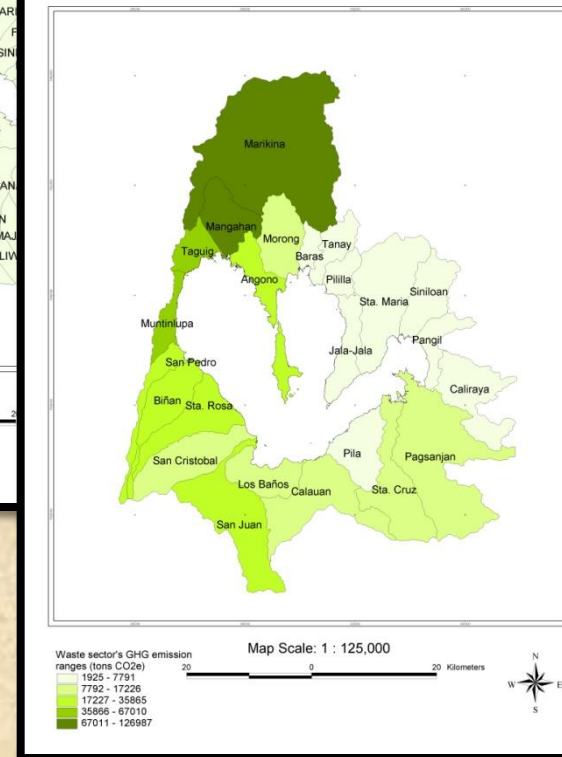 Marikina
Mangahan
Morong
Taguig
Tanay
Baras
Angono
Pililla
Siniloan
Sta. Maria
Muntinlupa
Pangil
Jala-Jala
San Pedro
Caliraya
Biñan
Sta. Rosa
Pila
Pagsanjan
San Cristobal
Los Baños
Calauan
Sta. Cruz
San Juan
Waste sector's GHG emission
ranges (tons CO2e)
1925 - 7791
7792 - 17226
17227 - 35865
35866 - 67010
67011 - 126987
Map Scale: 1 : 125,000
20 0 20 Kilometers
N
W E
S